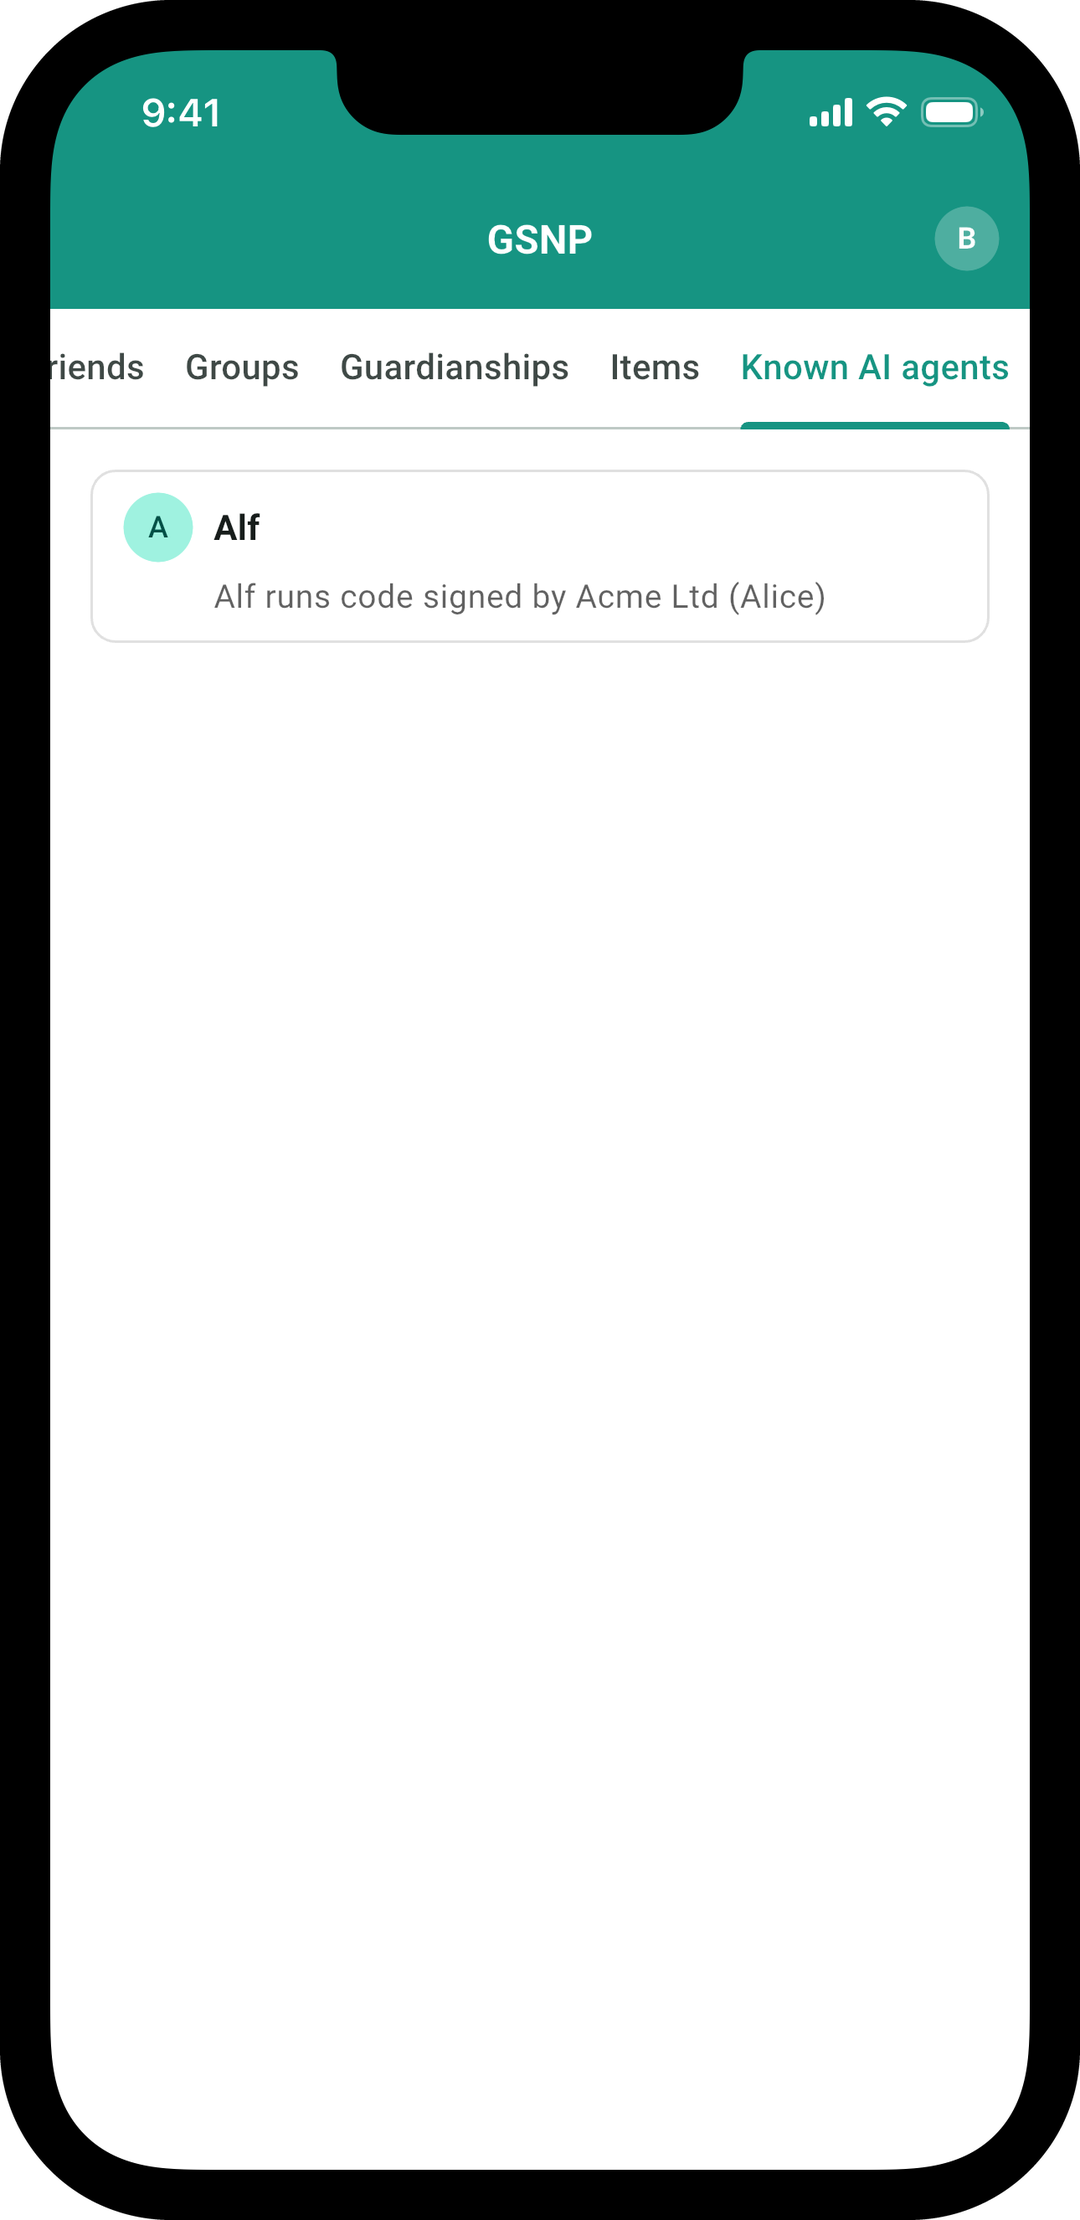 9:41
GSNP
B
riends Groups Guardianships Items Known AI agents
A Alf
Alf runs code signed by Acme Ltd (Alice)